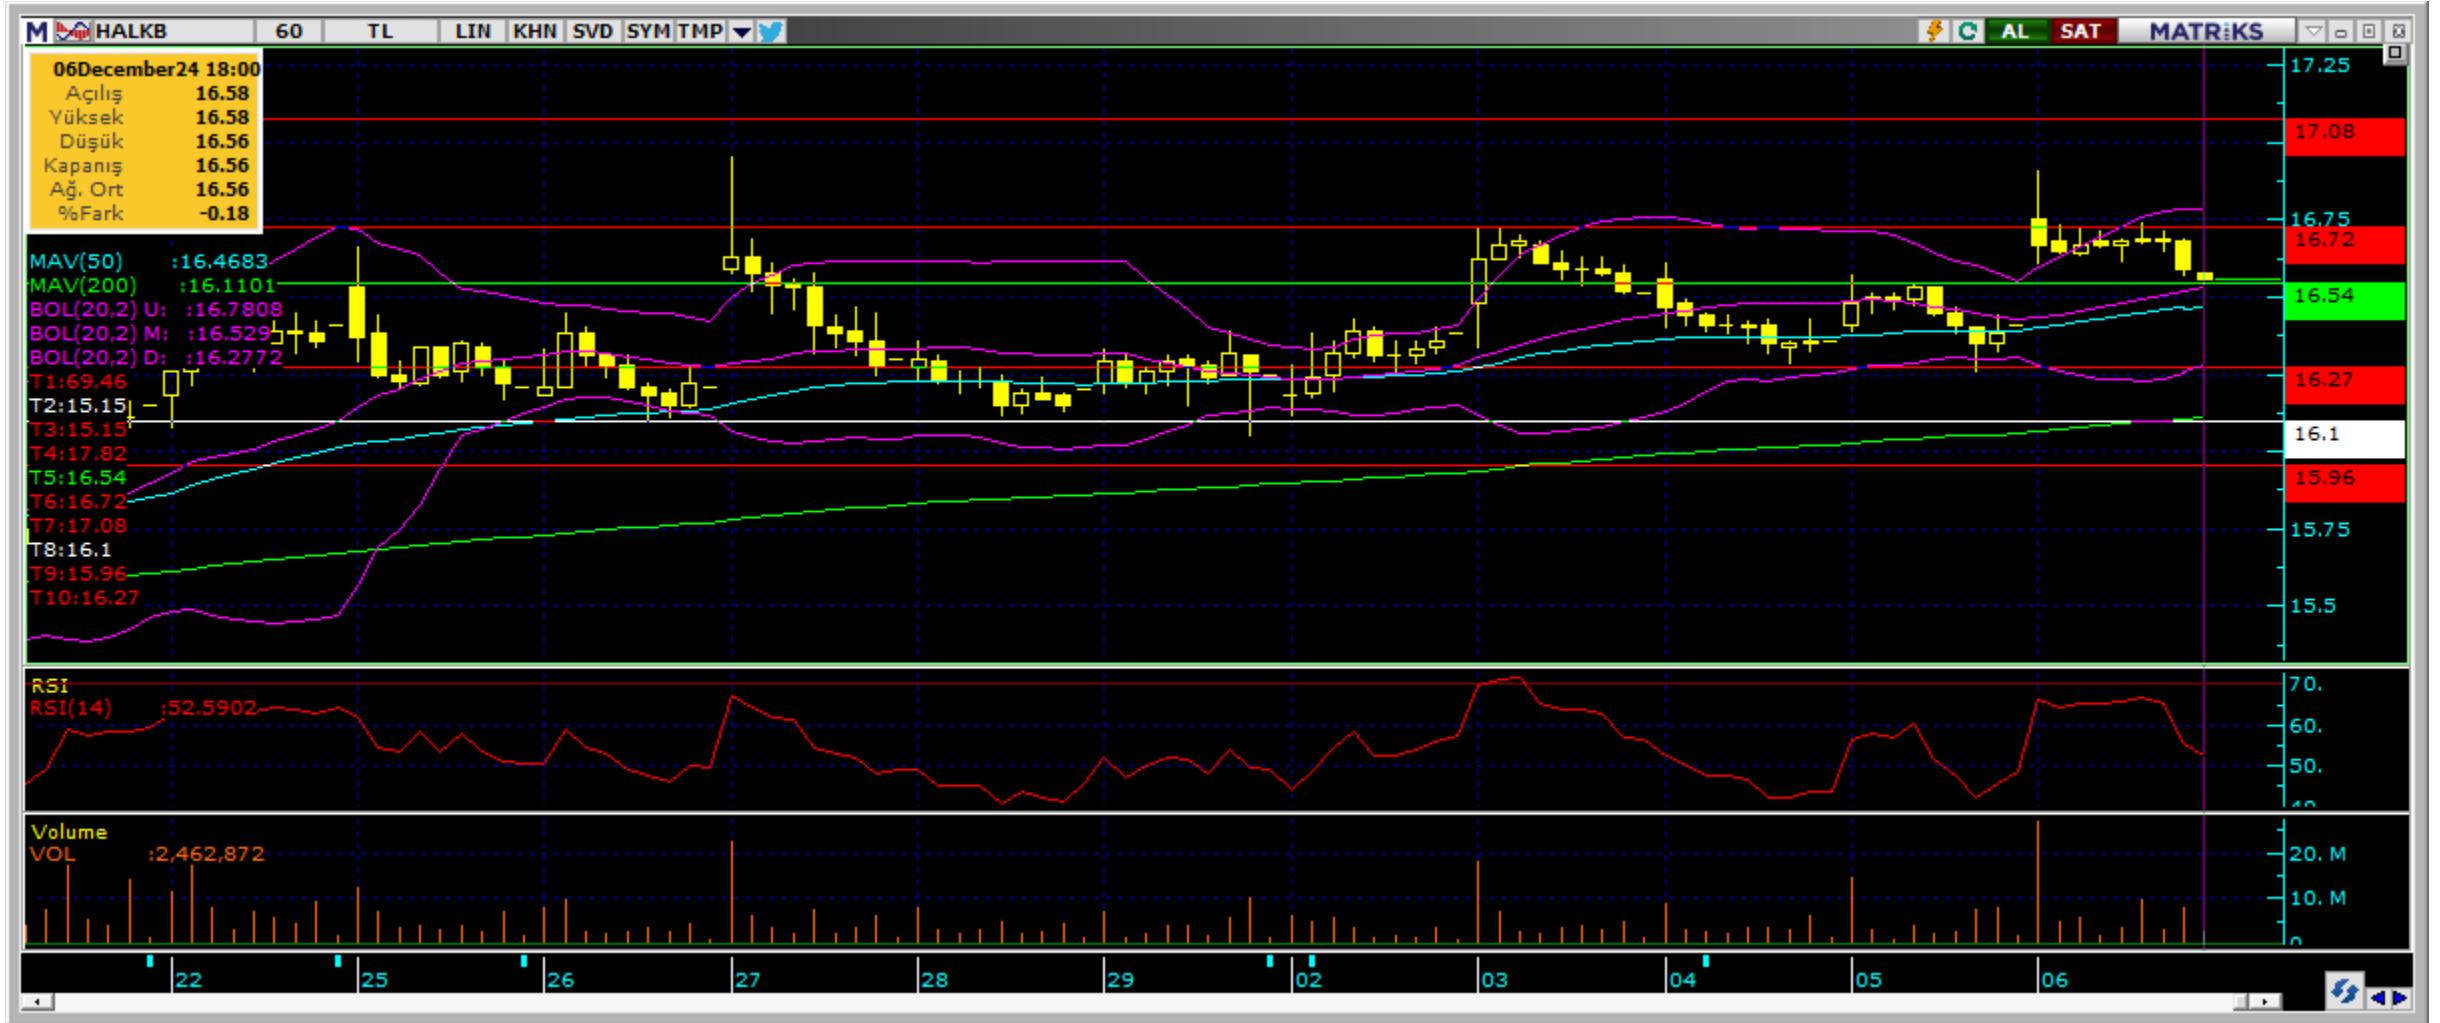 M HALKB 60 TL LIN KHN SVD SYM TMP AL SAT MATRiKS
06December24 18:00
Açılış 16.58
Yüksek 16.58
Düşük 16.56
Kapanış 16.56
Ağ. Ort 16.56
%Fark -0.18
MAV(50) :16.4683
MAV(200) :16.1101
BOL(20,2) U: :16.7808
BOL(20,2) M: :16.529
BOL(20,2) D: :16.2772
T1:69.46
T2:15.15
T3:15.15
T4:17.82
T5:16.54
T6:16.72
T7:17.08
T8:16.1
T9:15.96
T10:16.27
17.25
17.08
16.75
16.72
16.54
16.27
16.1
15.96
15.75
15.5
RSI
RSI(14) :52.5902
70.
60.
50.
40
Volume
VOL :2,462,872
20. M
10. M
0
22 25 26 27 28 29 02 03 04 05 06